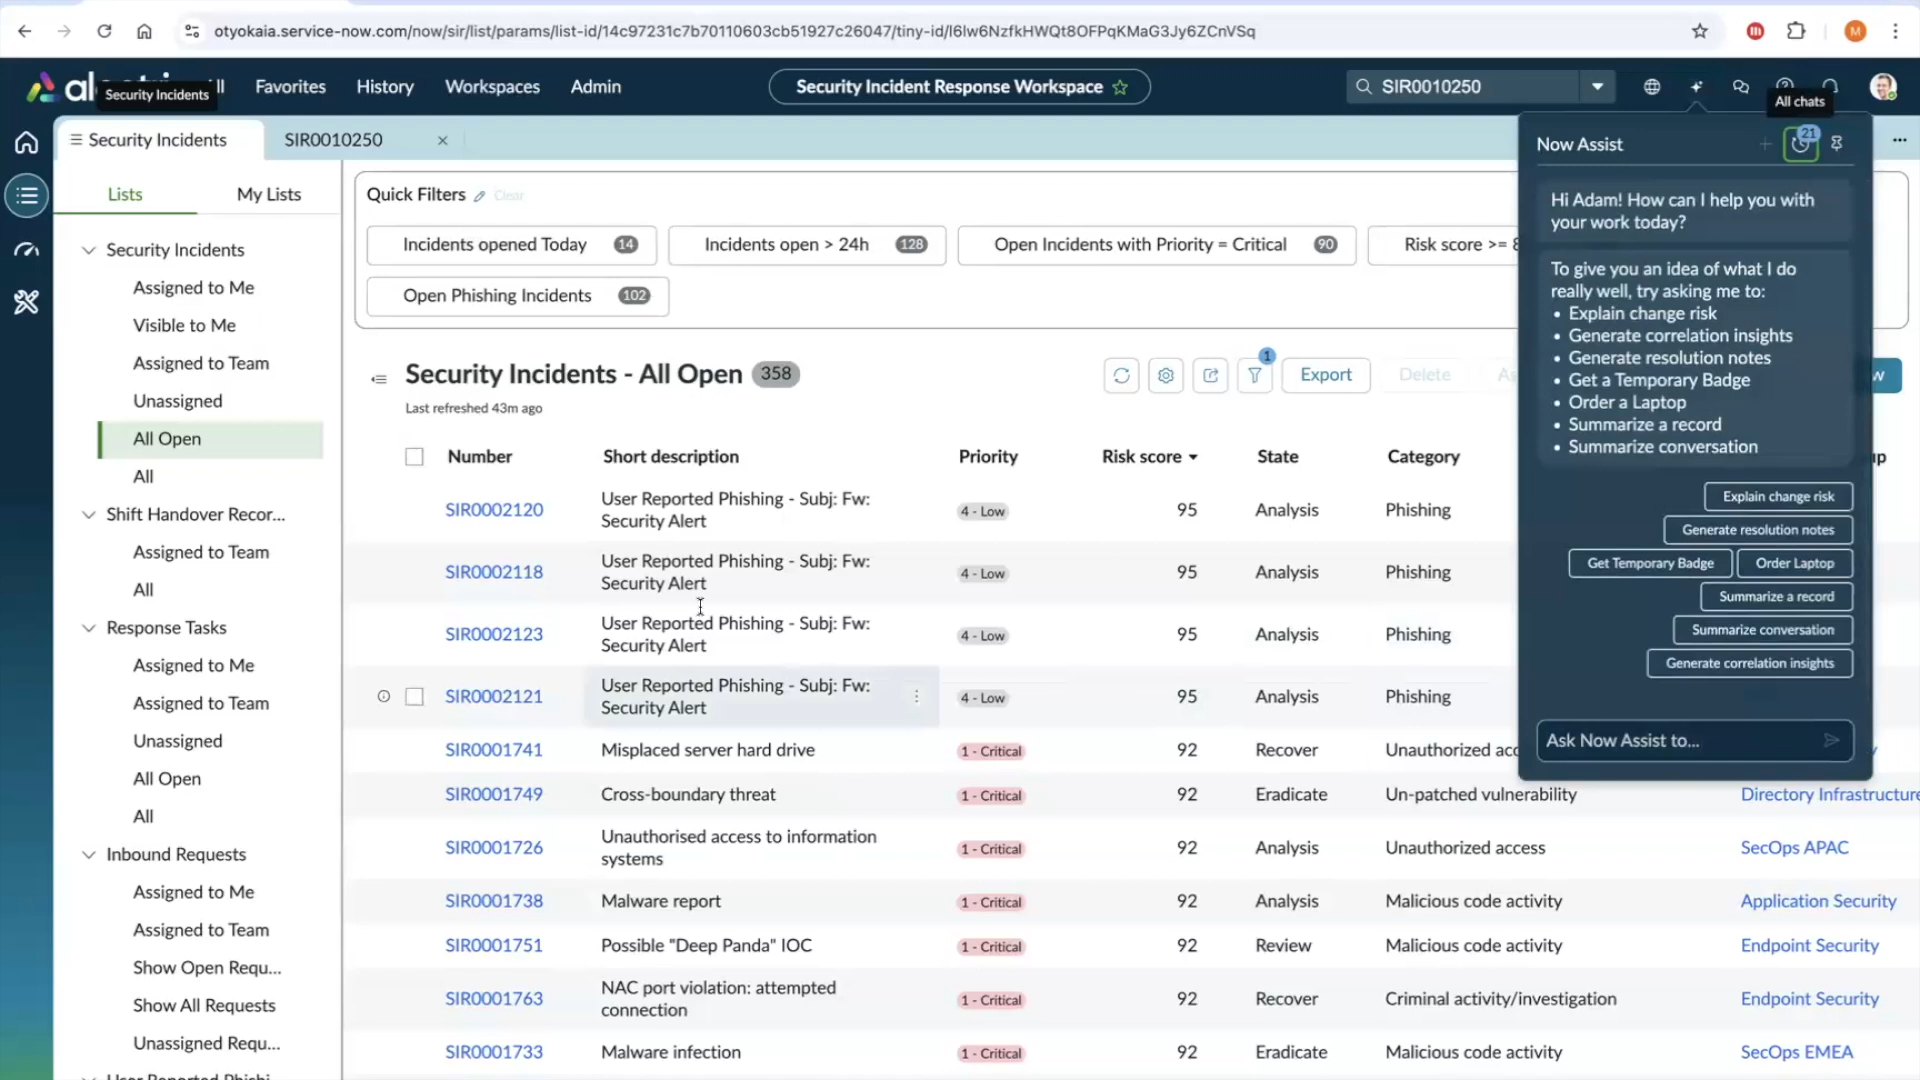 otyokaia.service-now.com/now/sir/list/params/list-id/14c97231c7b70110603cb51927c26047/tiny-id/I6lw6NzfkHWQt8OFPqKMaG3Jy6ZCnVSq
Security Incidents
Favorites
History
Workspaces
Admin
Security Incident Response Workspace
SIR0010250
All chats
Security Incidents
SIR0010250
Lists
My Lists
Security Incidents
Assigned to Me
Visible to Me
Assigned to Team
Unassigned
All Open
All
Shift Handover Recor...
Assigned to Team
All
Response Tasks
Assigned to Me
Assigned to Team
Unassigned
All Open
All
Inbound Requests
Assigned to Me
Assigned to Team
Show Open Requ...
Show All Requests
Unassigned Requ...
Quick Filters Clear
Incidents opened Today 14
Incidents open > 24h 128
Open Incidents with Priority = Critical 90
Risk score >=
Open Phishing Incidents 102
Security Incidents - All Open 358
Last refreshed 43m ago
1
Export
Delete
Number Short description Priority Risk score State Category
SIR0002120 User Reported Phishing - Subj: Fw: Security Alert 4 - Low 95 Analysis Phishing
SIR0002118 User Reported Phishing - Subj: Fw: Security Alert 4 - Low 95 Analysis Phishing
SIR0002123 User Reported Phishing - Subj: Fw: Security Alert 4 - Low 95 Analysis Phishing
SIR0002121 User Reported Phishing - Subj: Fw: Security Alert 4 - Low 95 Analysis Phishing
SIR0001741 Misplaced server hard drive 1 - Critical 92 Recover Unauthorized acc
SIR0001749 Cross-boundary threat 1 - Critical 92 Eradicate Un-patched vulnerability Directory Infrastructure
SIR0001726 Unauthorised access to information systems 1 - Critical 92 Analysis Unauthorized access SecOps APAC
SIR0001738 Malware report 1 - Critical 92 Analysis Malicious code activity Application Security
SIR0001751 Possible "Deep Panda" IOC 1 - Critical 92 Review Malicious code activity Endpoint Security
SIR0001763 NAC port violation: attempted connection 1 - Critical 92 Recover Criminal activity/investigation Endpoint Security
SIR0001733 Malware infection 1 - Critical 92 Eradicate Malicious code activity SecOps EMEA
Now Assist
21
Hi Adam! How can I help you with
your work today?
To give you an idea of what I do
really well, try asking me to:
• Explain change risk
• Generate correlation insights
• Generate resolution notes
• Get a Temporary Badge
• Order a Laptop
• Summarize a record
• Summarize conversation
Explain change risk
Generate resolution notes
Get Temporary Badge
Order Laptop
Summarize a record
Summarize conversation
Generate correlation insights
Ask Now Assist to...